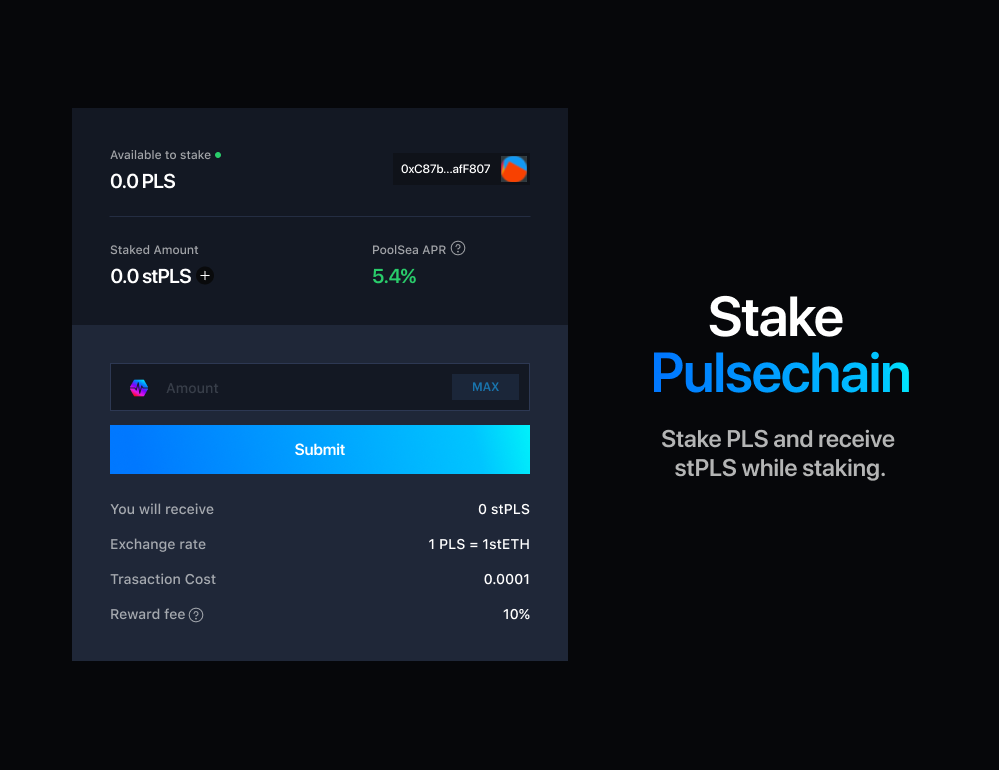 Available to stake
0.0 PLS
0xC87b...afF807
Staked Amount
0.0 stPLS +
PoolSea APR ?
5.4%
Amount
MAX
Submit
You will receive
0 stPLS
Exchange rate
1 PLS = 1stETH
Trasaction Cost
0.0001
Reward fee ?
10%
Stake
Pulsechain
Stake PLS and receive
stPLS while staking.